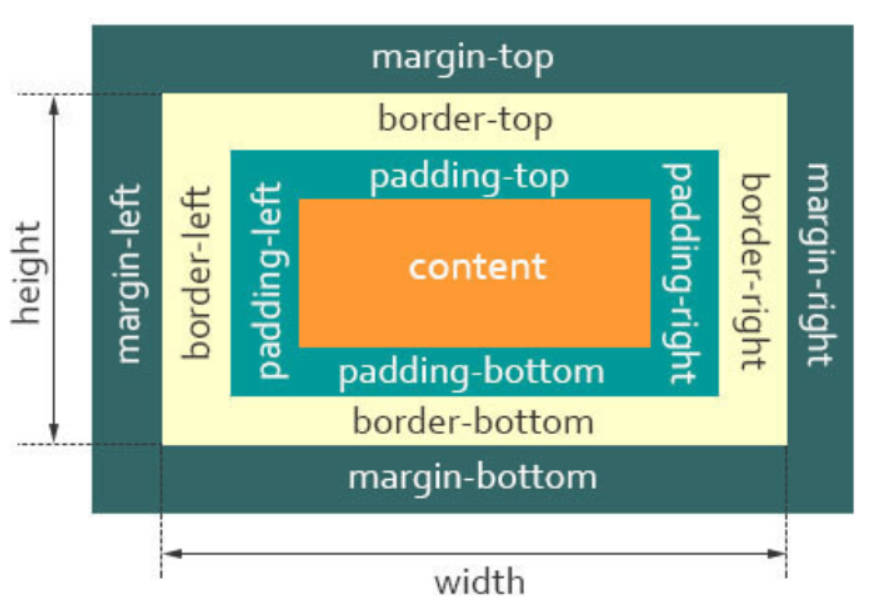 margin-top
border-top
padding-top
height
margin-left
border-left
padding-left
content
padding-right
border-right
margin-right
padding-bottom
border-bottom
margin-bottom
width